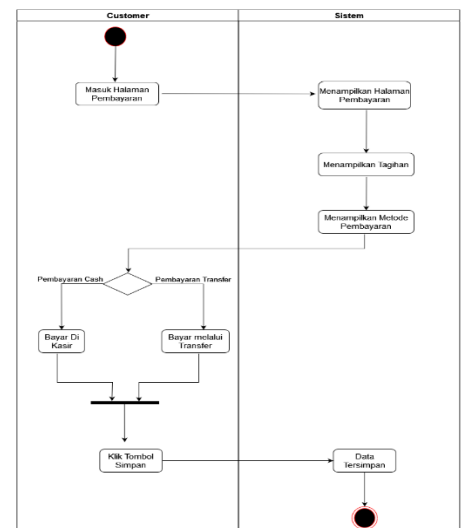 Customer
Sistem
Masuk Halaman
Pembayaran
Menampilkan Halaman
Pembayaran
Menampilkan Tagihan
Menampilkan Metode
Pembayaran
Pembayaran Cash
Pembayaran Transfer
Bayar Di
Kasir
Bayar melalui
Transfer
Klik Tombol
Simpan
Data
Tersimpan